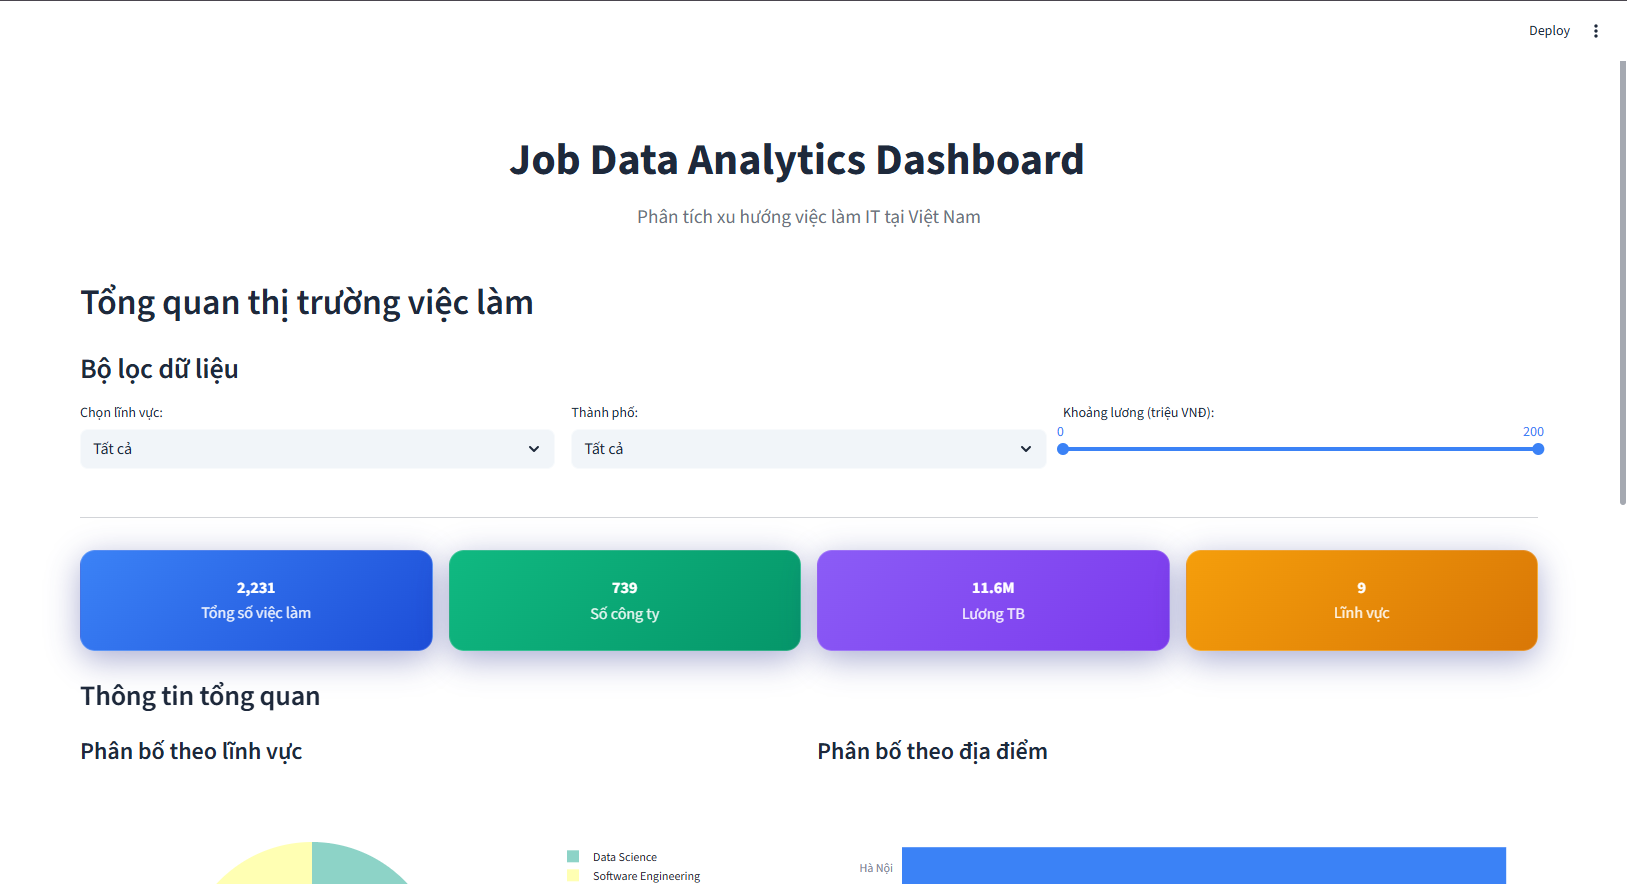 Deploy
Job Data Analytics Dashboard
Phân tích xu hướng việc làm IT tại Việt Nam
Tổng quan thị trường việc làm
Bộ lọc dữ liệu
Chọn lĩnh vực:
Tất cả
Thành phố:
Tất cả
Khoảng lương (triệu VNĐ):
0 200
2,231
Tổng số việc làm
739
Số công ty
11.6M
Lương TB
9
Lĩnh vực
Thông tin tổng quan
Phân bố theo lĩnh vực
Data Science
Software Engineering
Phân bố theo địa điểm
Hà Nội